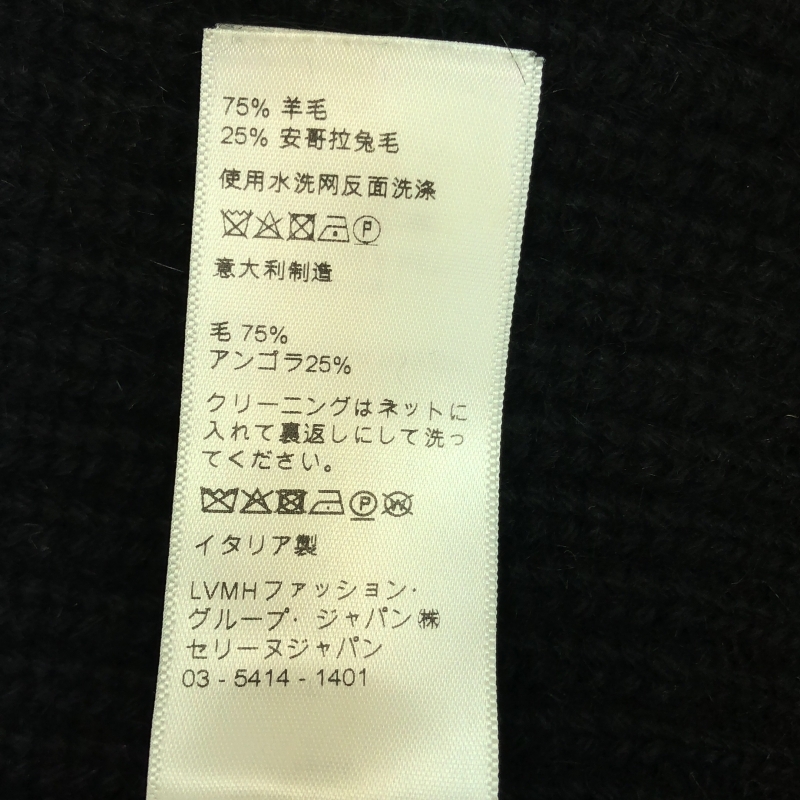 75% 羊毛
25% 安哥拉兔毛
使用水洗网反面洗涤
P
意大利制造
毛 75%
アンゴラ25%
クリーニングはネットに
入れて裏返しにして洗っ
てください。
P W
イタリア製
LVMHファッション・
グループ・ジャパン㈱
セリーヌジャパン
03 - 5414 - 1401